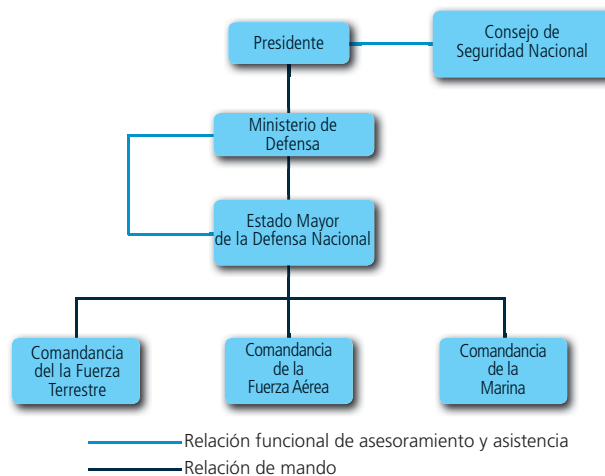 Presidente
Consejo de
Seguridad Nacional
Ministerio de
Defensa
Estado Mayor
de la Defensa Nacional
Comandancia
del la Fuerza
Terrestre
Comandancia
de la
Fuerza Aérea
Comandancia
de la
Marina
Relación funcional de asesoramiento y asistencia
Relación de mando